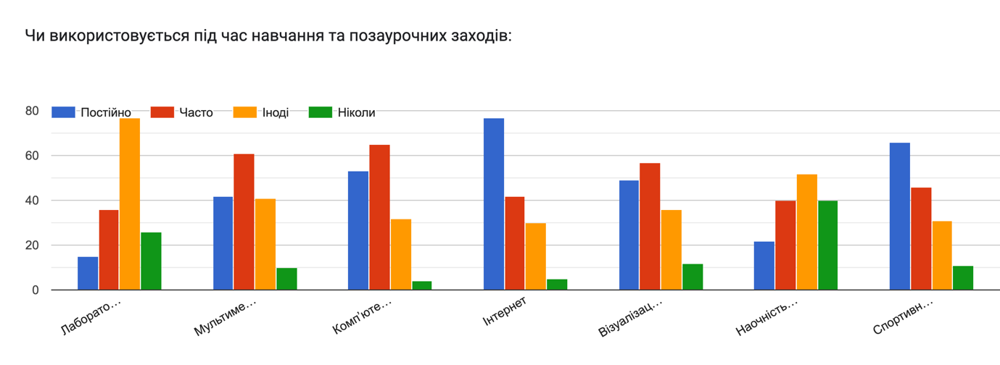 Чи використовується під час навчання та позаурочних заходів:
80 Постійно Часто Іноді Ніколи
60
40
20
0
Лаборато...
Мультиме...
Комп'юте...
Інтернет
Візуалізац...
Наочність...
Спортивн...